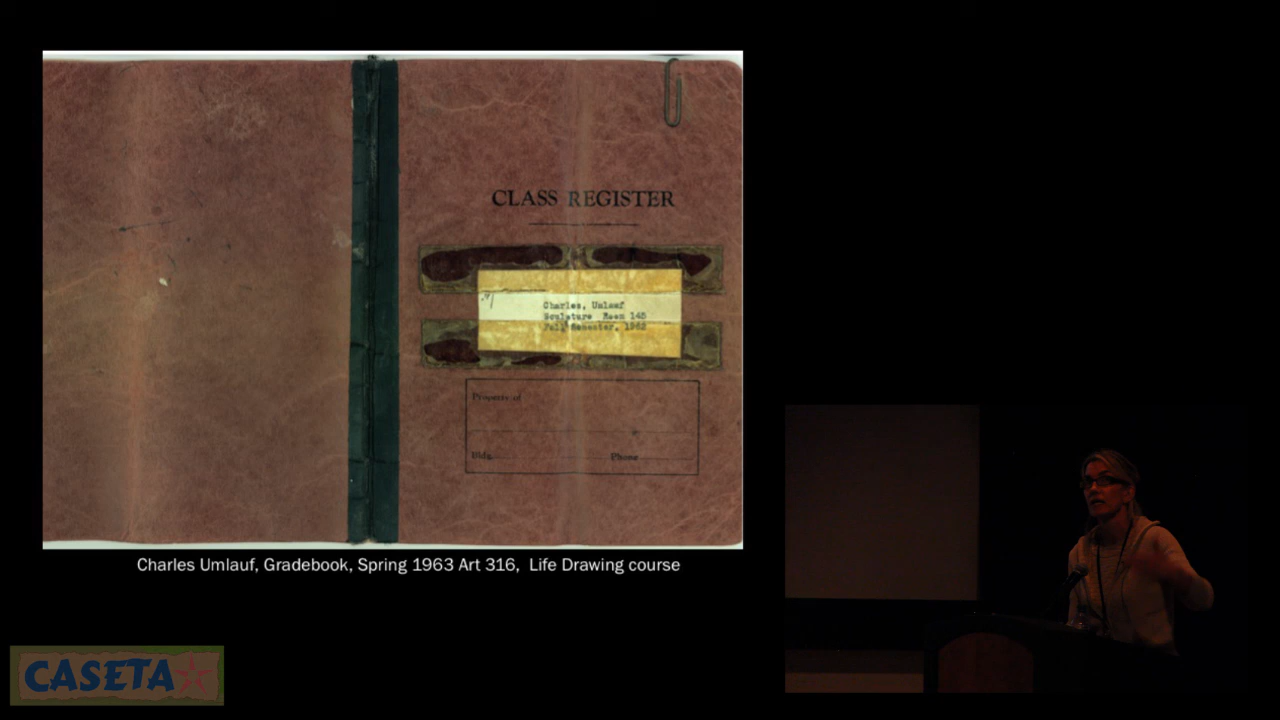 CLASS REGISTER
Charles, Umlauf
Sculpture Room 145
Fall Semester, 1962
Property of
Bldg.
Phone
Charles Umlauf, Gradebook, Spring 1963 Art 316, Life Drawing course
CASETA